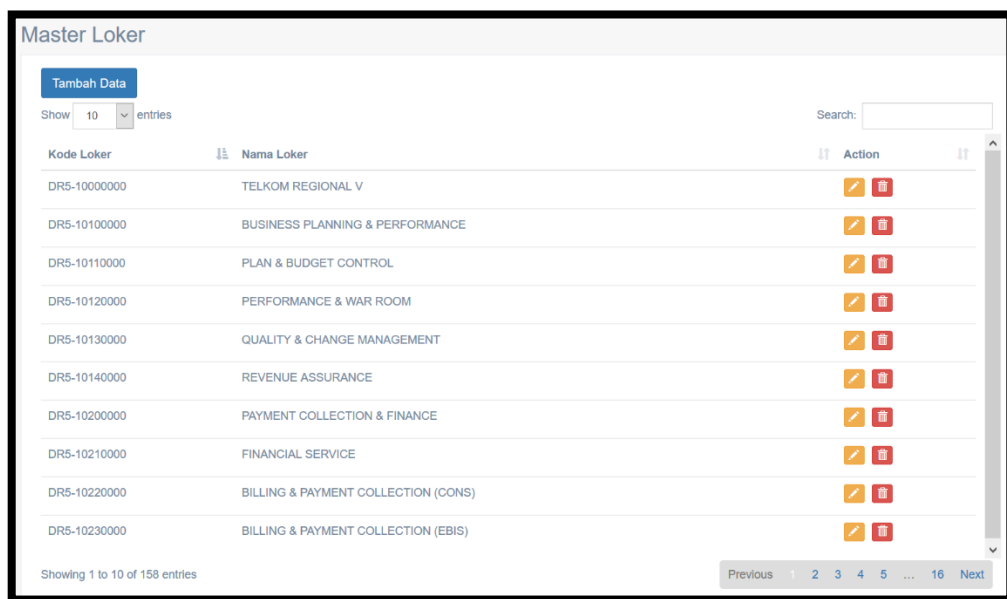 Master Loker
Tambah Data
Show 10 entries Search:
Kode Loker Nama Loker Action
DR5-10000000 TELKOM REGIONAL V
DR5-10100000 BUSINESS PLANNING & PERFORMANCE
DR5-10110000 PLAN & BUDGET CONTROL
DR5-10120000 PERFORMANCE & WAR ROOM
DR5-10130000 QUALITY & CHANGE MANAGEMENT
DR5-10140000 REVENUE ASSURANCE
DR5-10200000 PAYMENT COLLECTION & FINANCE
DR5-10210000 FINANCIAL SERVICE
DR5-10220000 BILLING & PAYMENT COLLECTION (CONS)
DR5-10230000 BILLING & PAYMENT COLLECTION (EBIS)
Showing 1 to 10 of 158 entries Previous 1 2 3 4 5 ... 16 Next